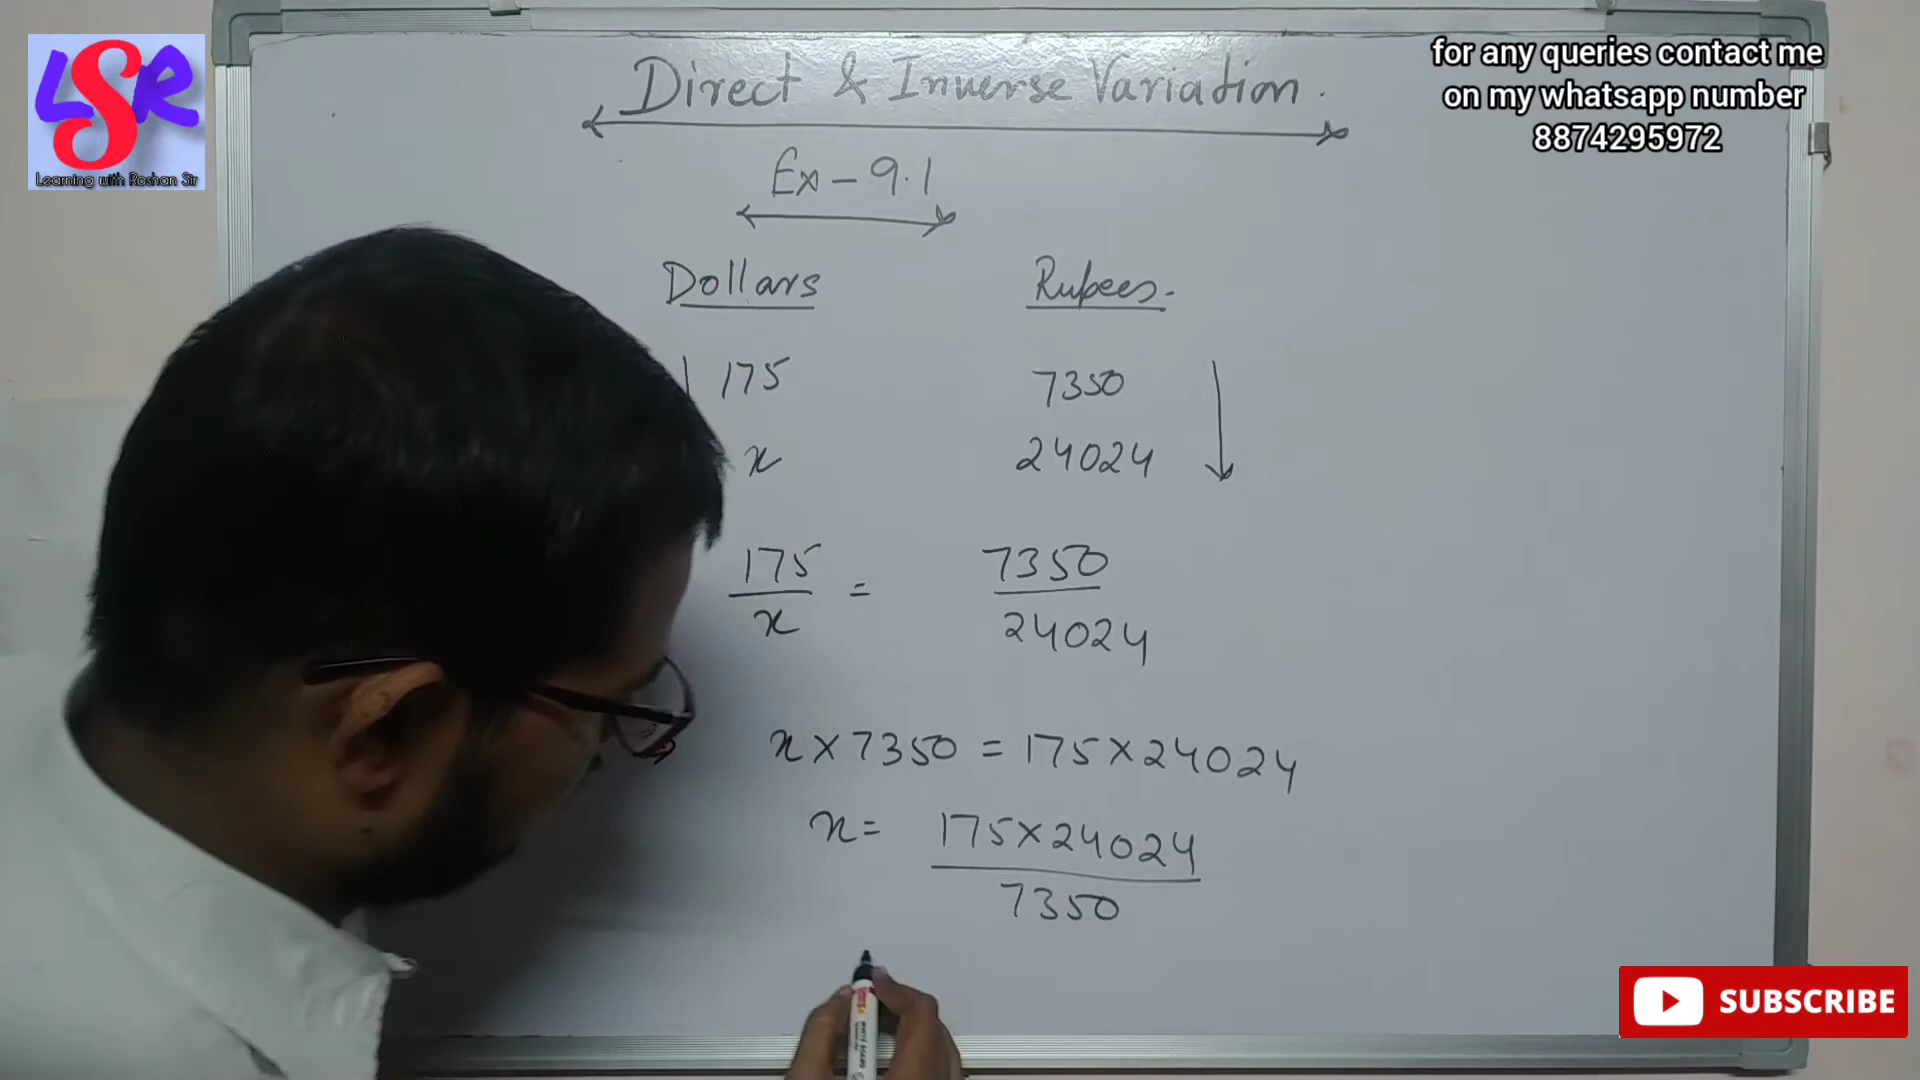 LSR
Learning with Roshan Sir
for any queries contact me
on my whatsapp number
8874295972
Direct & Inverse Variation.
Ex - 9.1
Dollars Rupees.
175 7350
x 24024
175/x = 7350/24024
x × 7350 = 175 × 24024
x = 175 × 24024 / 7350
SUBSCRIBE